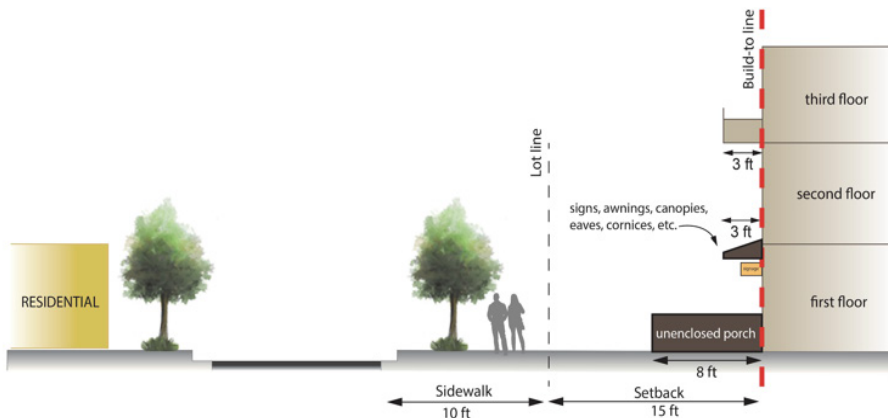 Build-to line
third floor
3 ft
Lot line
second floor
signs, awnings, canopies,
eaves, cornices, etc.
3 ft
signage
RESIDENTIAL
first floor
unenclosed porch
8 ft
Sidewalk
10 ft
Setback
15 ft